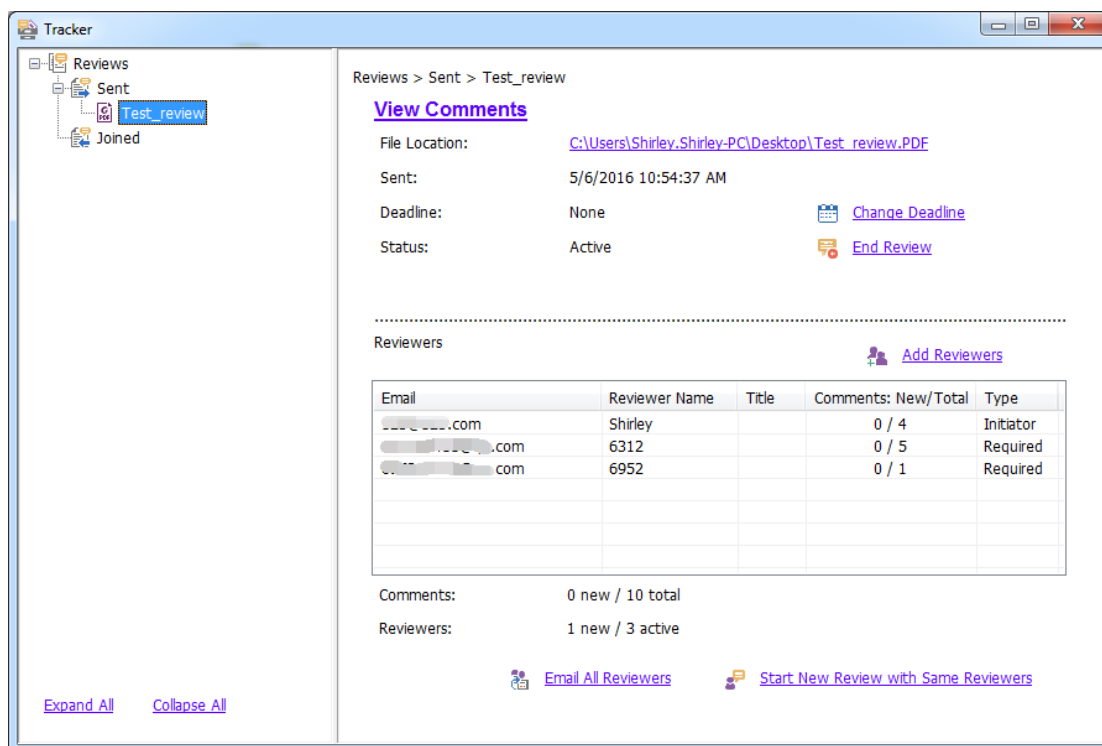 Tracker
Reviews
Sent
Test_review
Joined
Expand All Collapse All
Reviews > Sent > Test_review
View Comments
File Location: C:\Users\Shirley.Shirley-PC\Desktop\Test_review.PDF
Sent: 5/6/2016 10:54:37 AM
Deadline: None Change Deadline
Status: Active End Review
Reviewers Add Reviewers
Email Reviewer Name Title Comments: New/Total Type
.com Shirley 0 / 4 Initiator
.com 6312 0 / 5 Required
com 6952 0 / 1 Required
Comments: 0 new / 10 total
Reviewers: 1 new / 3 active
Email All Reviewers Start New Review with Same Reviewers